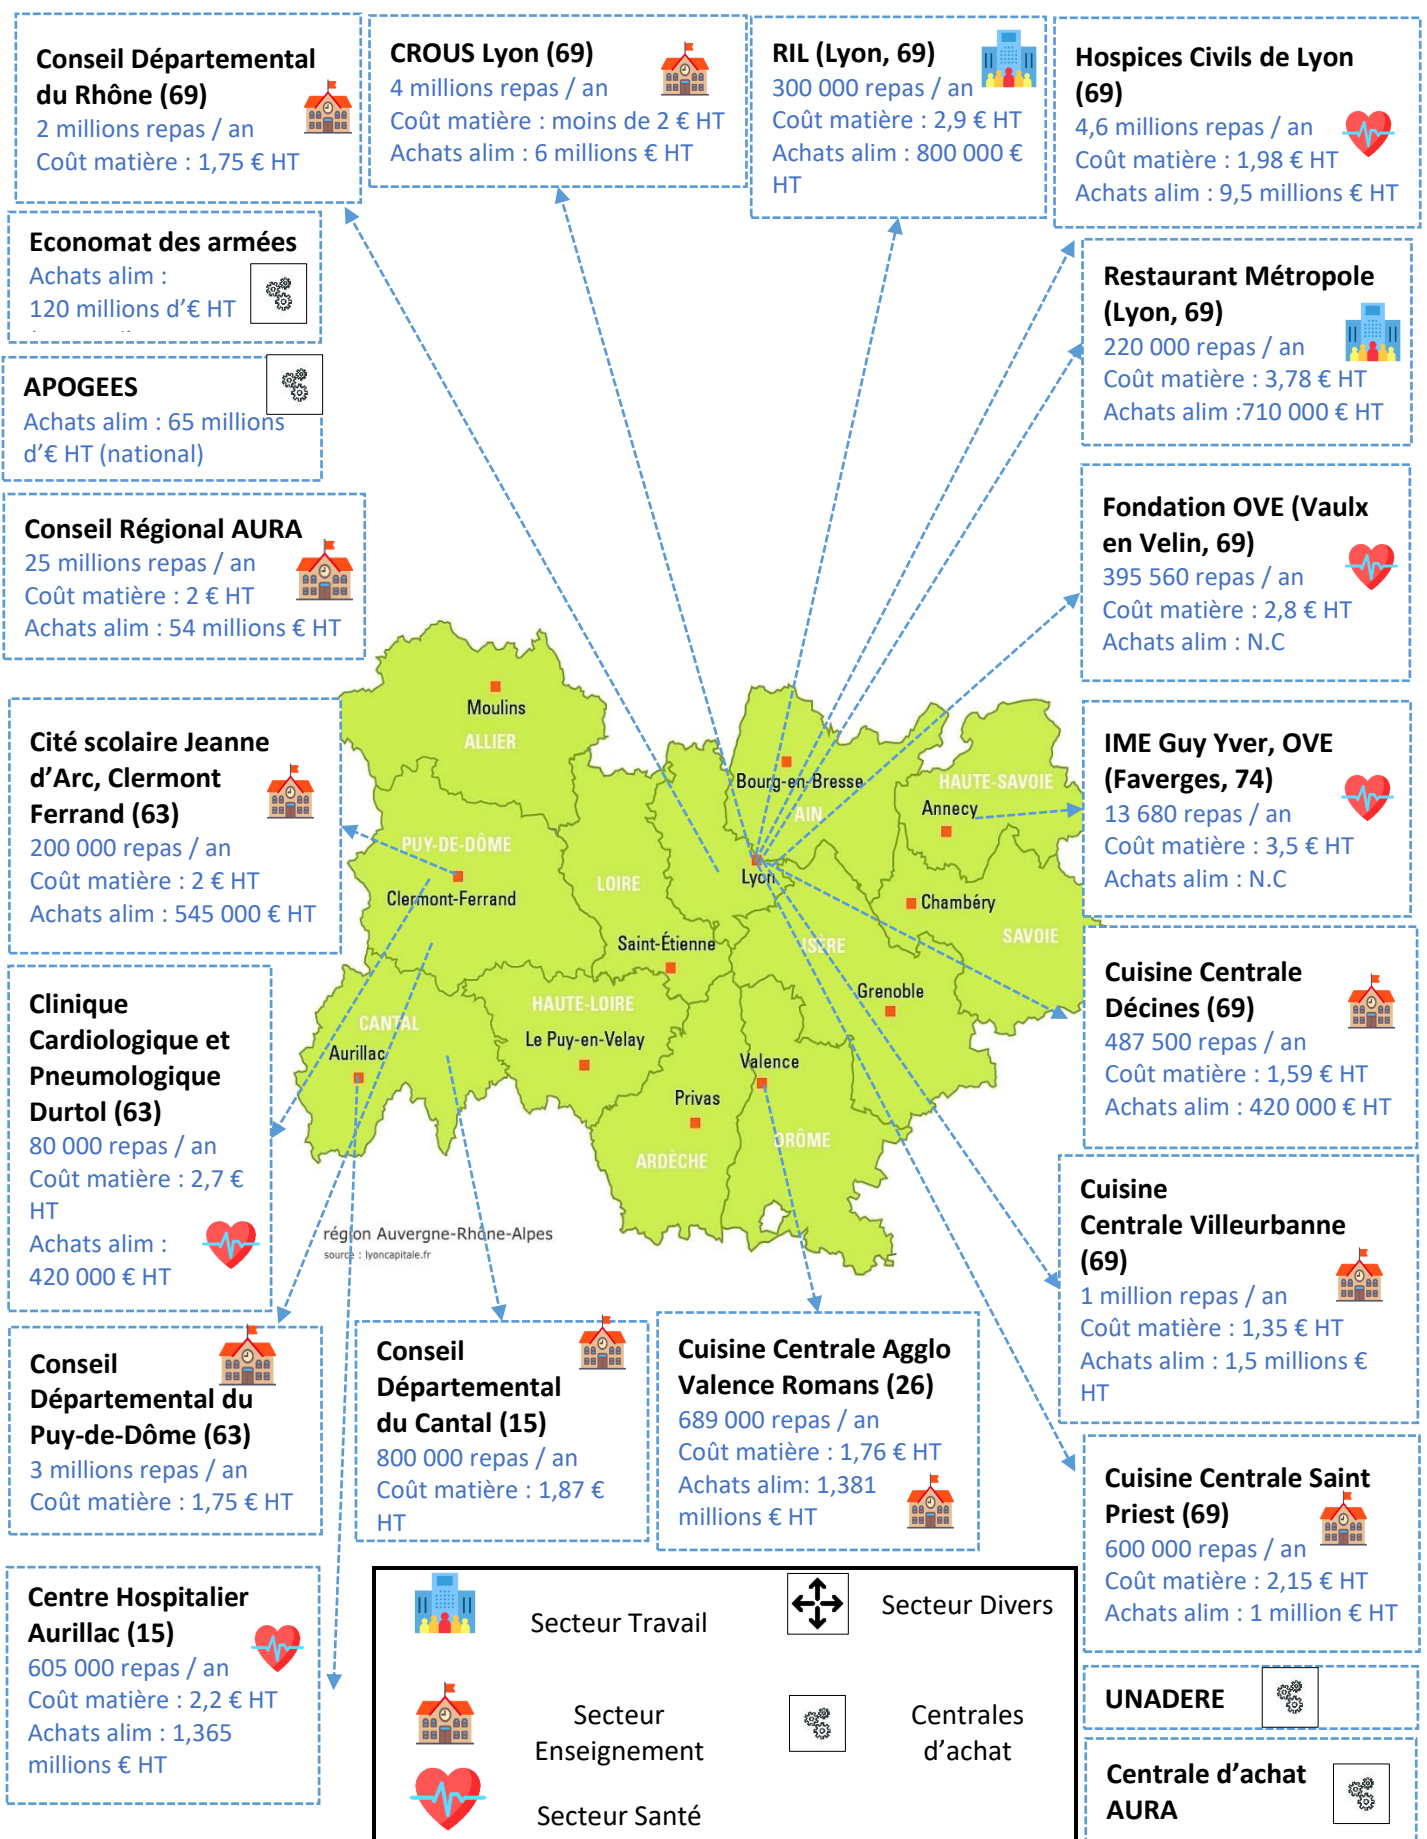 Conseil Départemental
du Rhône (69)
2 millions repas / an
Coût matière : 1,75 € HT
CROUS Lyon (69)
4 millions repas / an
Coût matière : moins de 2 € HT
Achats alim : 6 millions € HT
RIL (Lyon, 69)
300 000 repas / an
Coût matière : 2,9 € HT
Achats alim : 800 000 €
HT
Hospices Civils de Lyon
(69)
4,6 millions repas / an
Coût matière : 1,98 € HT
Achats alim : 9,5 millions € HT
Economat des armées
Achats alim :
120 millions d’€ HT
Restaurant Métropole
(Lyon, 69)
220 000 repas / an
Coût matière : 3,78 € HT
Achats alim :710 000 € HT
APOGEES
Achats alim : 65 millions
d’€ HT (national)
Conseil Régional AURA
25 millions repas / an
Coût matière : 2 € HT
Achats alim : 54 millions € HT
Fondation OVE (Vaulx
en Velin, 69)
395 560 repas / an
Coût matière : 2,8 € HT
Achats alim : N.C
Cité scolaire Jeanne
d’Arc, Clermont
Ferrand (63)
200 000 repas / an
Coût matière : 2 € HT
Achats alim : 545 000 € HT
IME Guy Yver, OVE
(Faverges, 74)
13 680 repas / an
Coût matière : 3,5 € HT
Achats alim : N.C
Moulins
ALLIER
Bourg-en-Bresse
AIN
HAUTE-SAVOIE
Annecy
PUY-DE-DÔME
Clermont-Ferrand
LOIRE
Lyon
Chambéry
SAVOIE
Saint-Étienne
ISÈRE
Grenoble
HAUTE-LOIRE
Le Puy-en-Velay
CANTAL
Aurillac
Valence
Privas
DRÔME
ARDÈCHE
région Auvergne-Rhône-Alpes
source : lyoncapitale.fr
Clinique
Cardiologique et
Pneumologique
Durtol (63)
80 000 repas / an
Coût matière : 2,7 €
HT
Achats alim :
420 000 € HT
Cuisine Centrale
Décines (69)
487 500 repas / an
Coût matière : 1,59 € HT
Achats alim : 420 000 € HT
Cuisine
Centrale Villeurbanne
(69)
1 million repas / an
Coût matière : 1,35 € HT
Achats alim : 1,5 millions €
HT
Conseil
Départemental du
Puy-de-Dôme (63)
3 millions repas / an
Coût matière : 1,75 € HT
Conseil
Départemental
du Cantal (15)
800 000 repas / an
Coût matière : 1,87 €
HT
Cuisine Centrale Agglo
Valence Romans (26)
689 000 repas / an
Coût matière : 1,76 € HT
Achats alim: 1,381
millions € HT
Cuisine Centrale Saint
Priest (69)
600 000 repas / an
Coût matière : 2,15 € HT
Achats alim : 1 million € HT
Centre Hospitalier
Aurillac (15)
605 000 repas / an
Coût matière : 2,2 € HT
Achats alim : 1,365
millions € HT
Secteur Travail
Secteur Divers
Secteur
Enseignement
Centrales
d’achat
Secteur Santé
UNADERE
Centrale d’achat
AURA